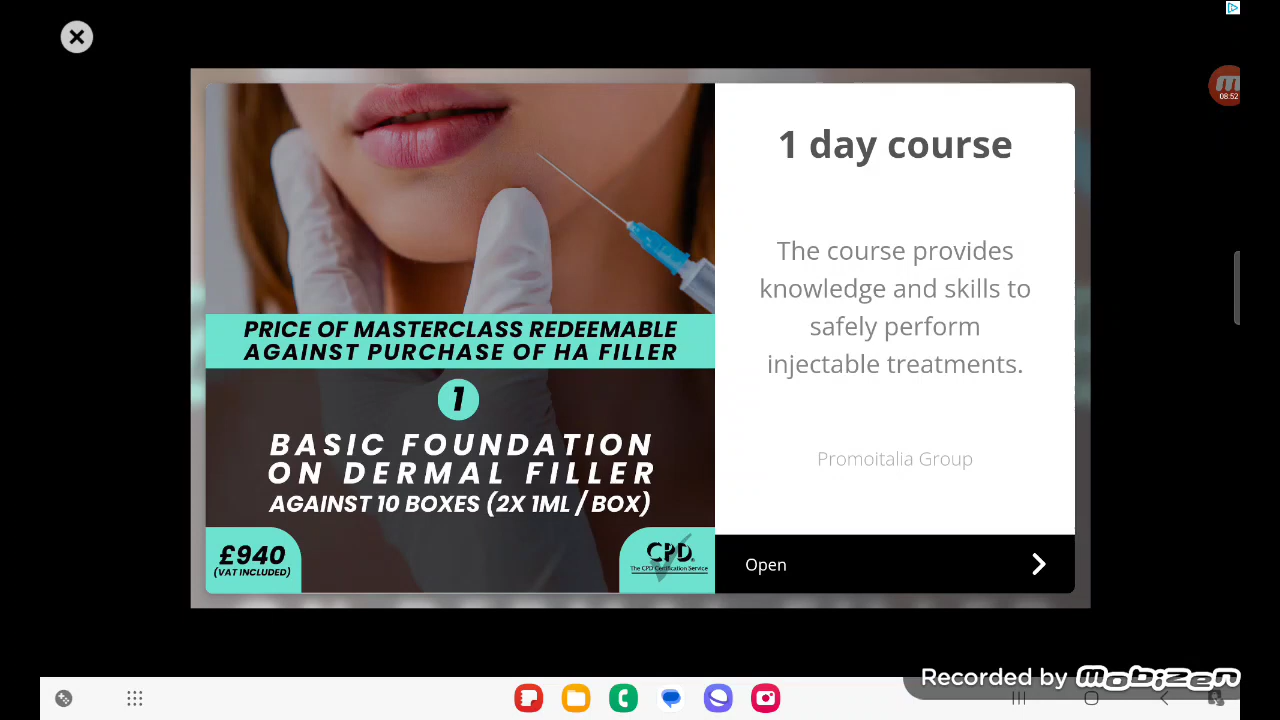 08:52
PRICE OF MASTERCLASS REDEEMABLE
AGAINST PURCHASE OF HA FILLER
1
BASIC FOUNDATION
ON DERMAL FILLER
AGAINST 10 BOXES (2X 1ML / BOX)
£940
(VAT INCLUDED)
CPD
The CPD Certification Service
1 day course
The course provides
knowledge and skills to
safely perform
injectable treatments.
Promoitalia Group
Open
Recorded by mobizen